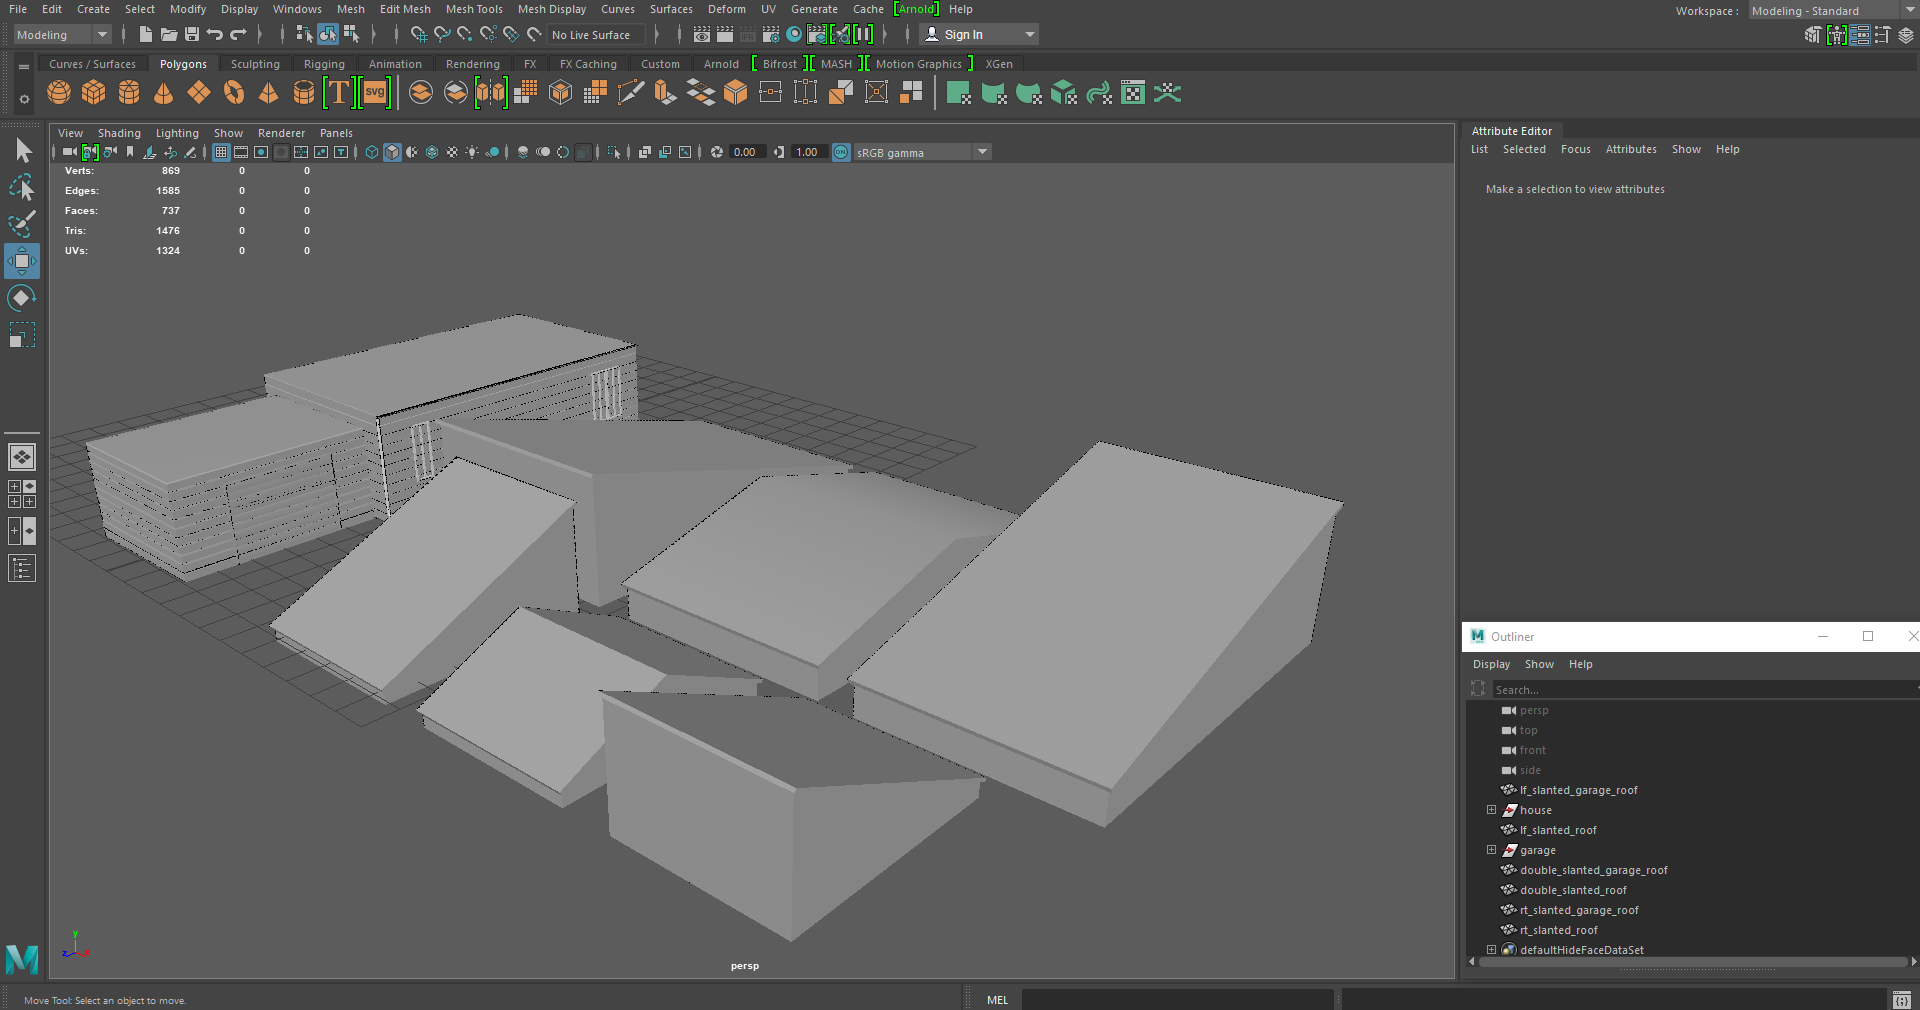 File Edit Create Select Modify Display Windows Mesh Edit Mesh Mesh Tools Mesh Display Curves Surfaces Deform UV Generate Cache [Arnold] Help
Workspace : Modeling - Standard
Modeling No Live Surface Sign In
Curves / Surfaces Polygons Sculpting Rigging Animation Rendering FX FX Caching Custom Arnold Bifrost MASH Motion Graphics XGen
T SVG
View Shading Lighting Show Renderer Panels
0.00 1.00 ON sRGB gamma
Verts: 869 0 0
Edges: 1585 0 0
Faces: 737 0 0
Tris: 1476 0 0
UVs: 1324 0 0
y
z x
persp
Attribute Editor
List Selected Focus Attributes Show Help
Make a selection to view attributes
M Outliner
Display Show Help
Search...
persp
top
front
side
lf_slanted_garage_roof
house
lf_slanted_roof
garage
double_slanted_garage_roof
double_slanted_roof
rt_slanted_garage_roof
rt_slanted_roof
defaultHideFaceDataSet
Move Tool: Select an object to move.
MEL